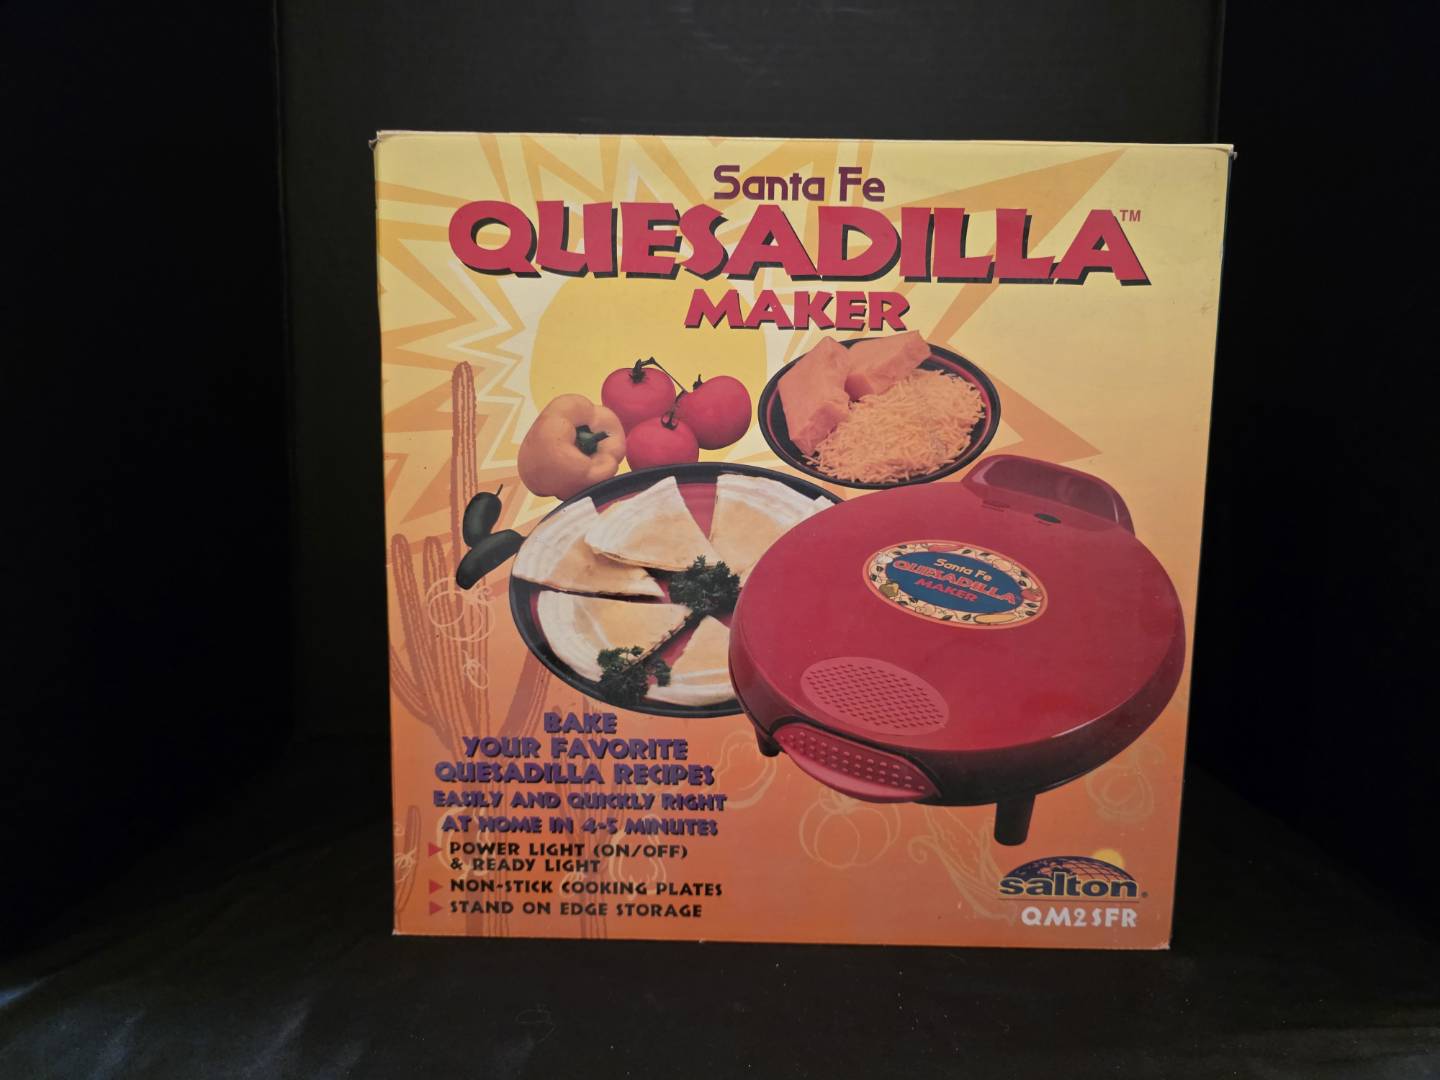 Santa Fe
QUESADILLA™
MAKER
Santa Fe
QUESADILLA
MAKER
BAKE
YOUR FAVORITE
QUESADILLA RECIPES
EASILY AND QUICKLY RIGHT
AT HOME IN 4-5 MINUTES
POWER LIGHT (ON/OFF)
& READY LIGHT
NON-STICK COOKING PLATES
STAND ON EDGE STORAGE
salton®
QM2SFR